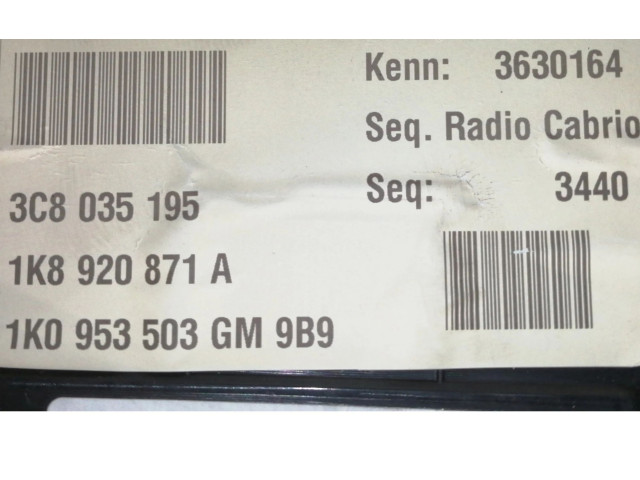 Kenn: 3630164
Seq. Radio Cabrio
Seq: 3440
3C8 035 195
1K8 920 871 A
1K0 953 503 GM 9B9